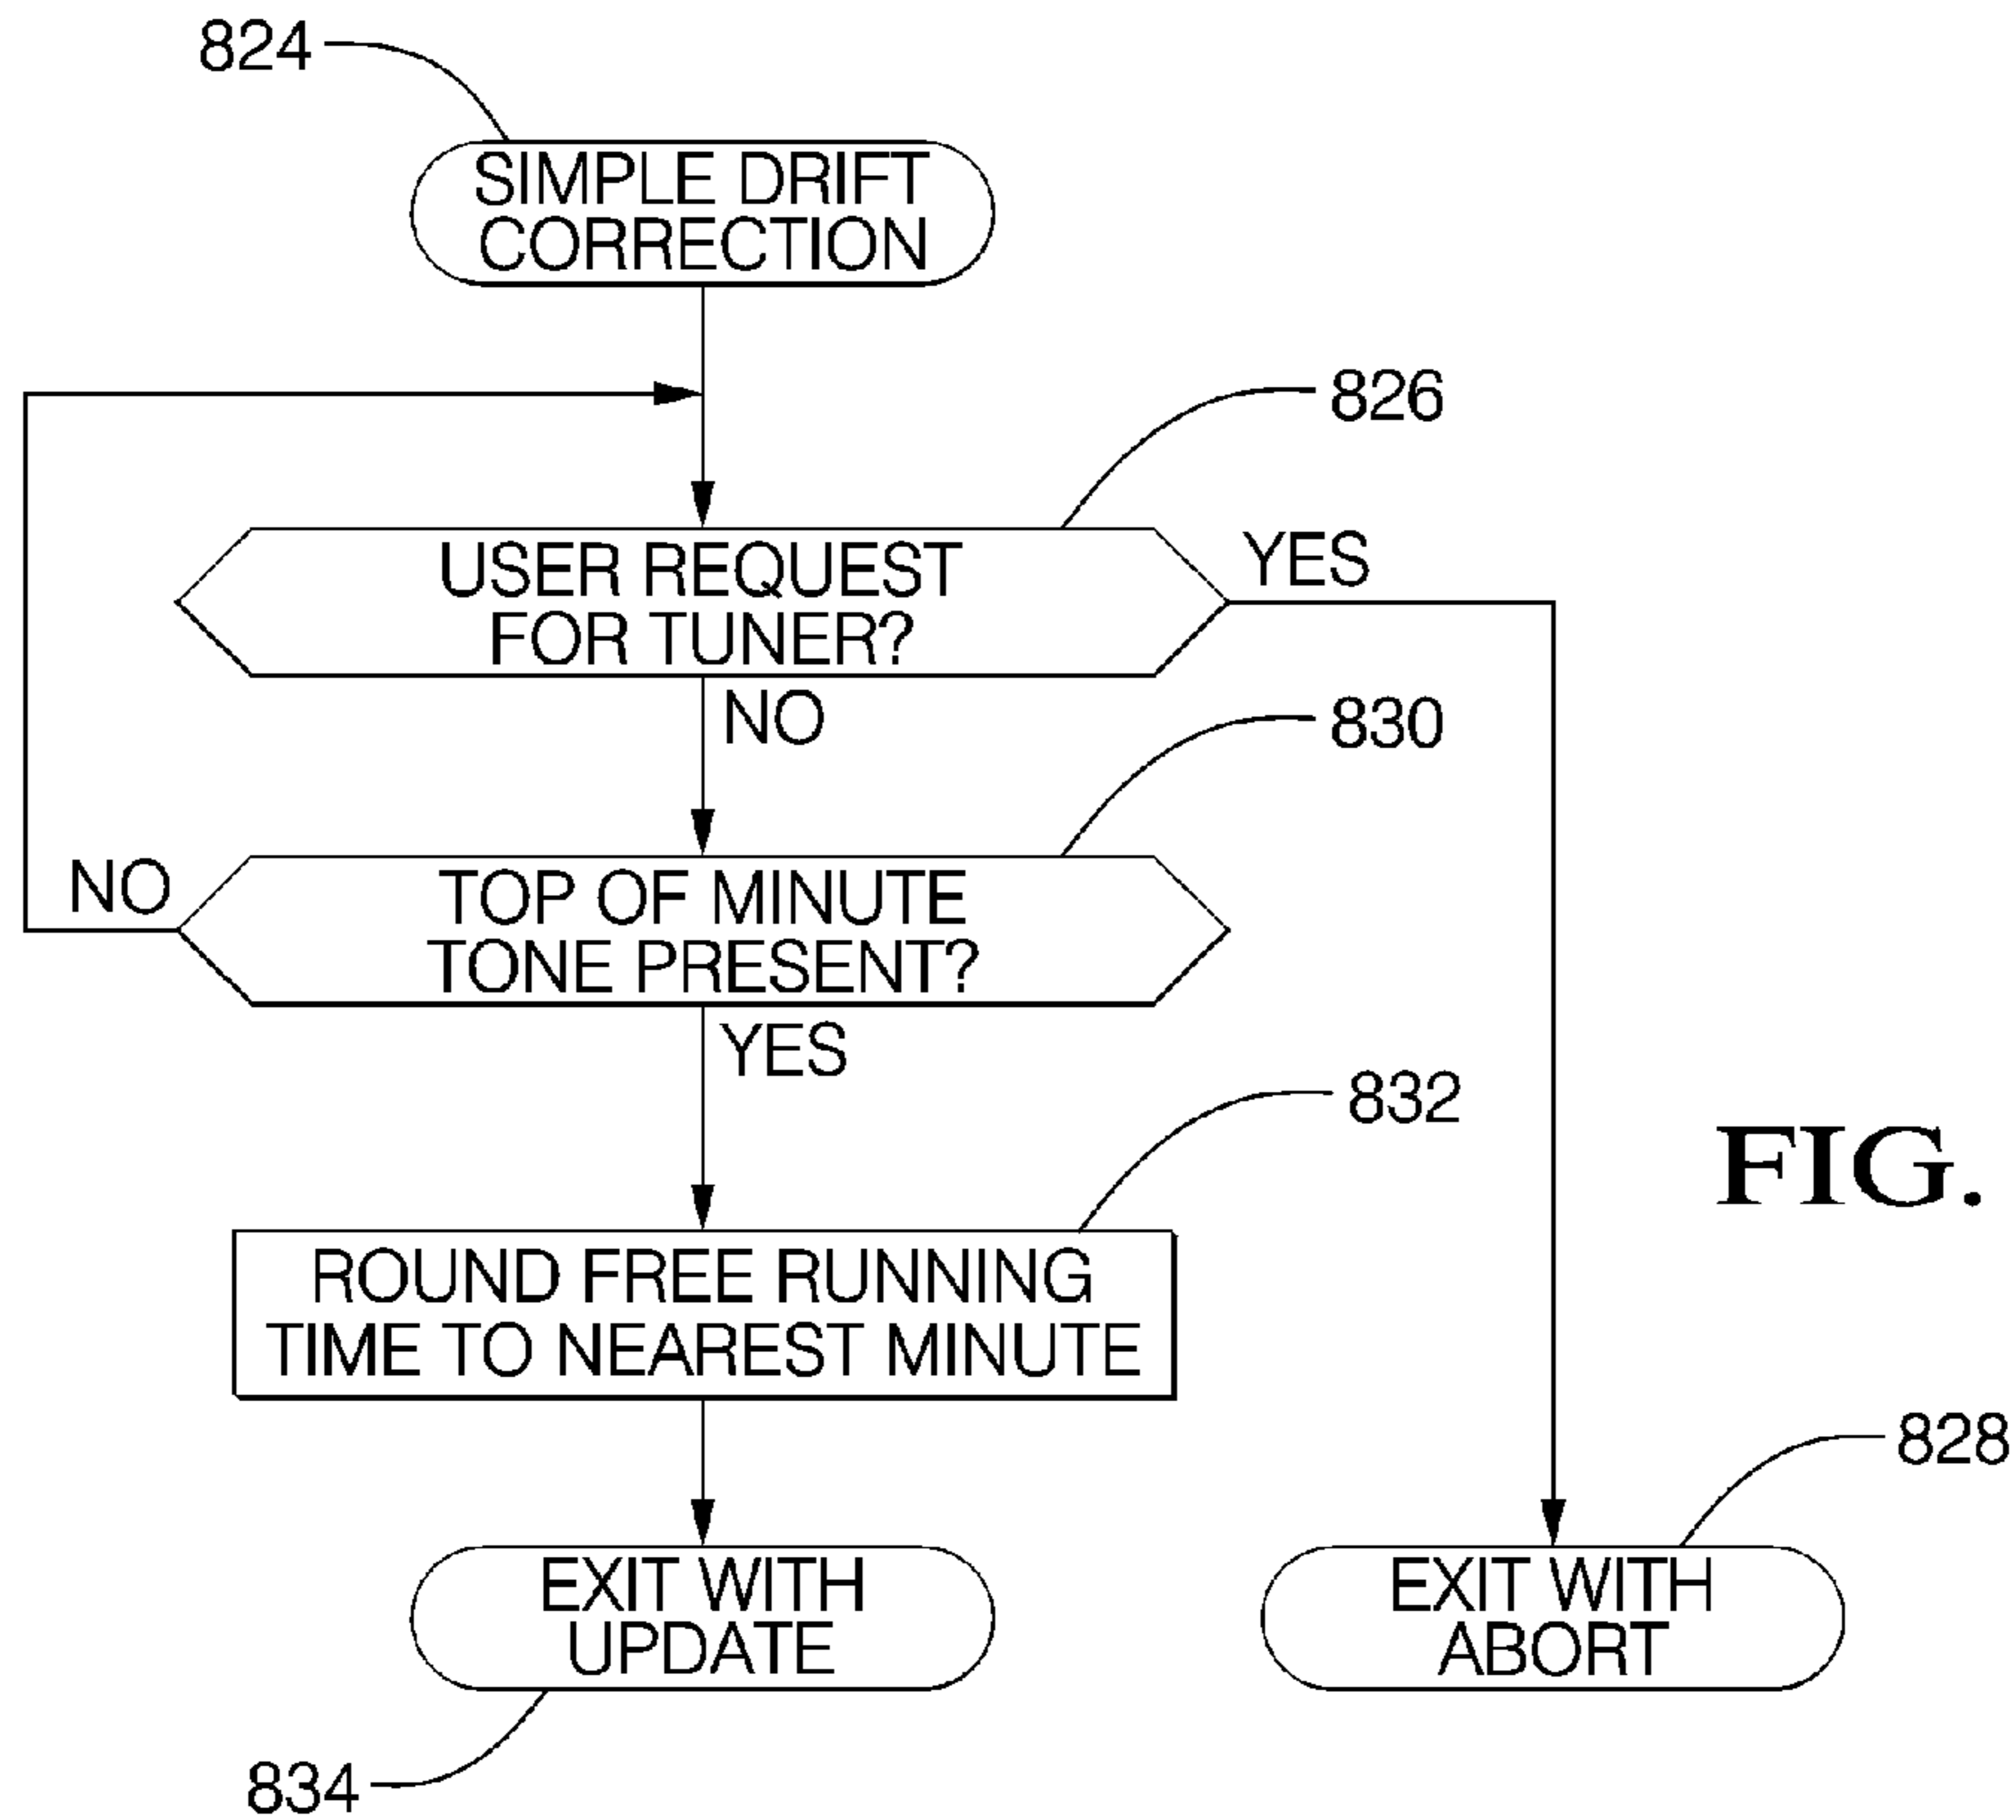 824
SIMPLE DRIFT
CORRECTION
826
USER REQUEST
FOR TUNER?
YES
NO
830
NO
TOP OF MINUTE
TONE PRESENT?
YES
832
FIG.
ROUND FREE RUNNING
TIME TO NEAREST MINUTE
828
EXIT WITH
UPDATE
EXIT WITH
ABORT
834